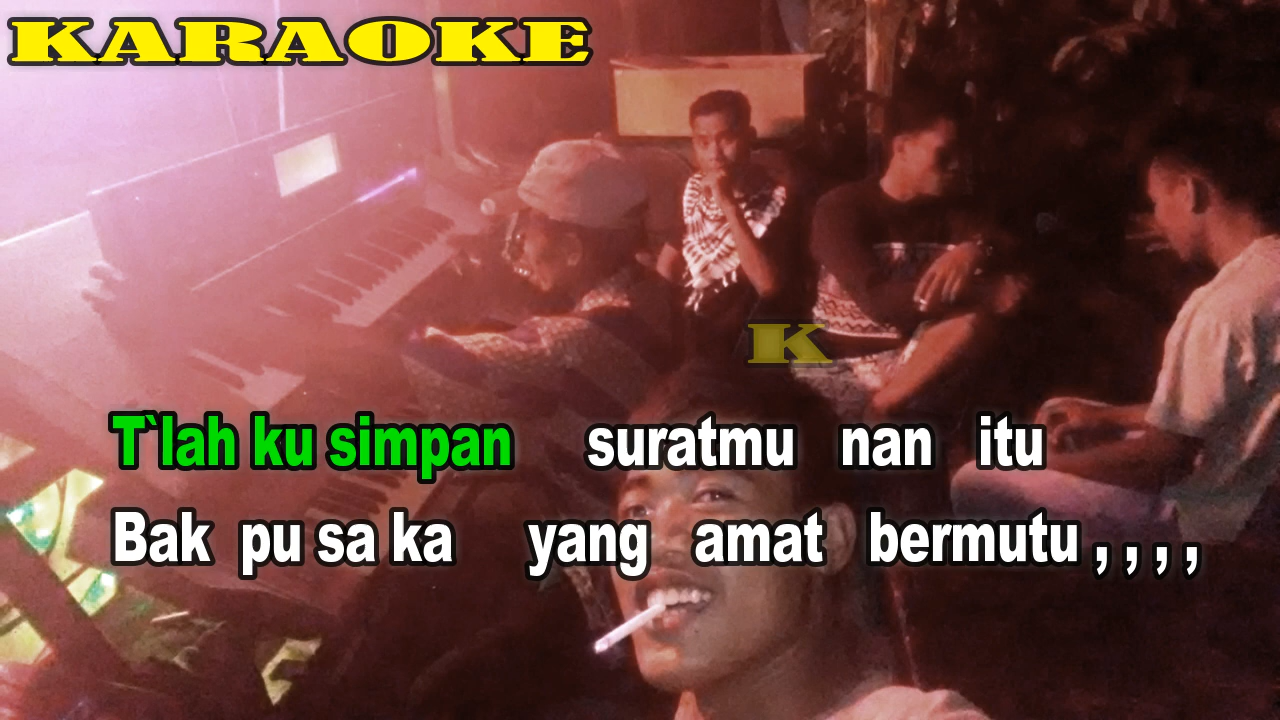 KARAOKE
K
T`lah ku simpan suratmu nan itu
Bak pu sa ka yang amat bermutu , , , ,